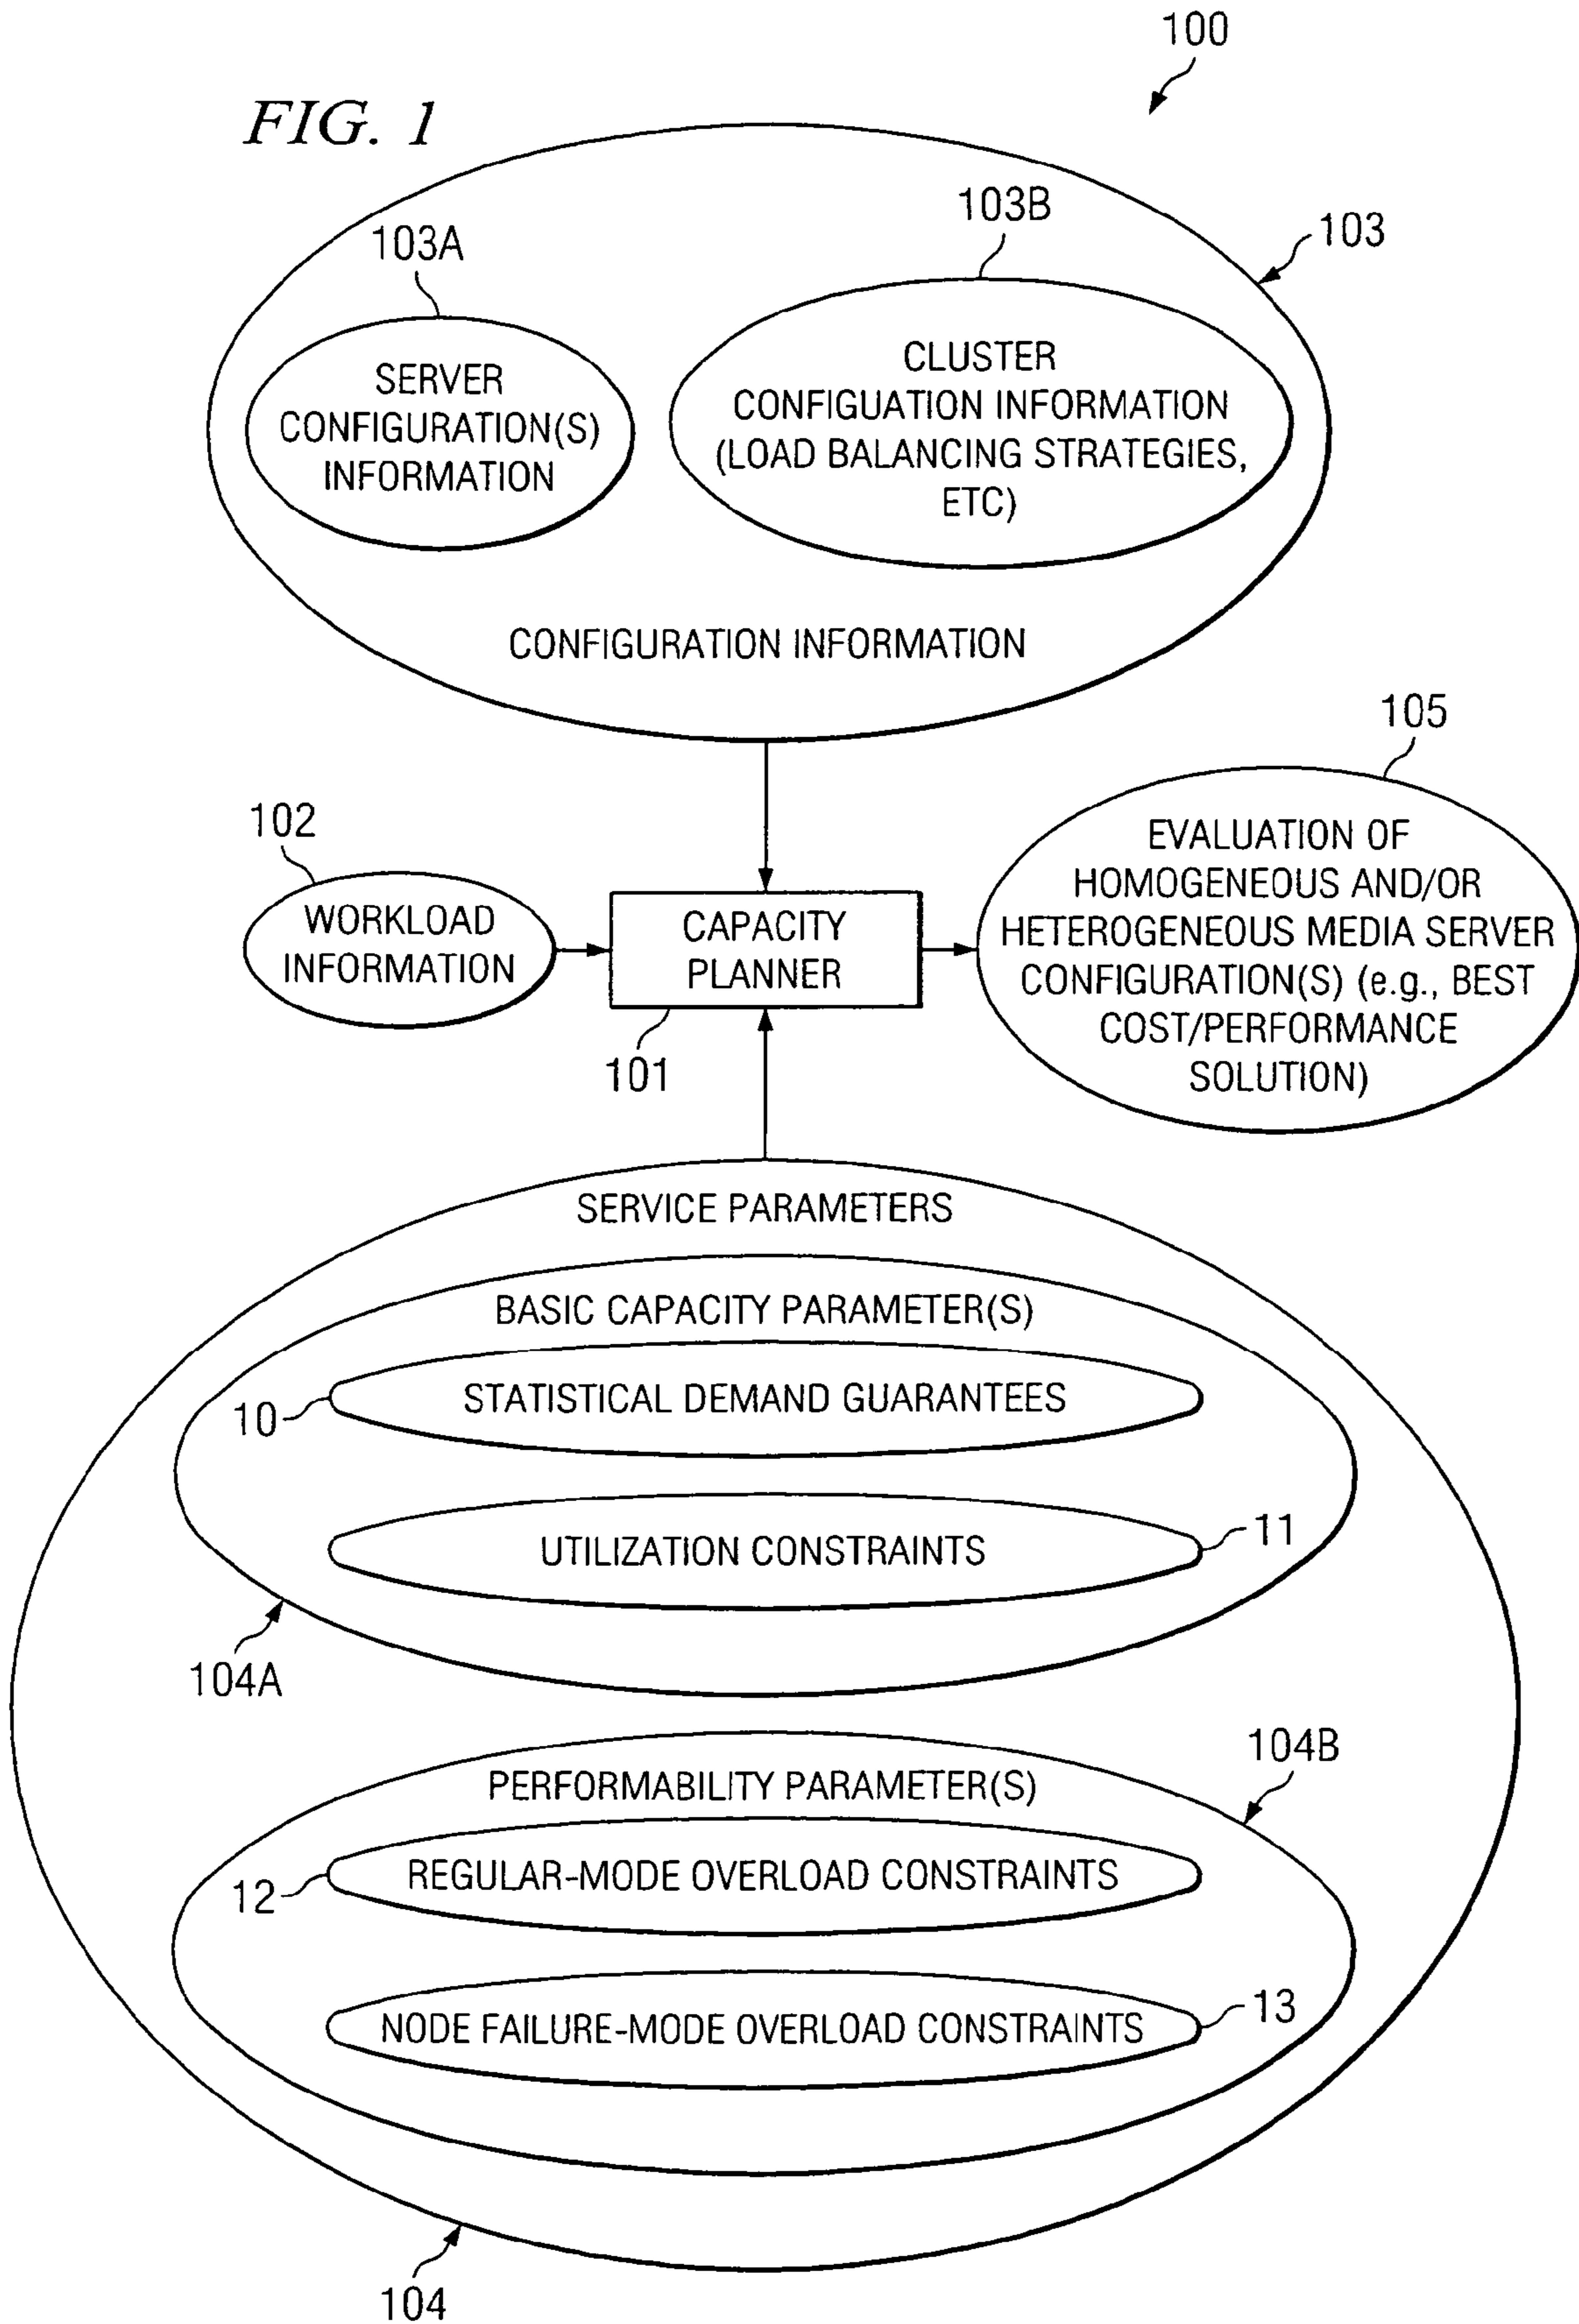 100
FIG. 1
103B
103
103A
SERVER
CONFIGURATION(S)
INFORMATION
CLUSTER
CONFIGUATION INFORMATION
(LOAD BALANCING STRATEGIES,
ETC)
CONFIGURATION INFORMATION
105
102
WORKLOAD
INFORMATION
CAPACITY
PLANNER
101
EVALUATION OF
HOMOGENEOUS AND/OR
HETEROGENEOUS MEDIA SERVER
CONFIGURATION(S) (e.g., BEST
COST/PERFORMANCE
SOLUTION)
SERVICE PARAMETERS
BASIC CAPACITY PARAMETER(S)
STATISTICAL DEMAND GUARANTEES
10
UTILIZATION CONSTRAINTS
11
104A
104B
PERFORMABILITY PARAMETER(S)
REGULAR-MODE OVERLOAD CONSTRAINTS
12
NODE FAILURE-MODE OVERLOAD CONSTRAINTS
13
104